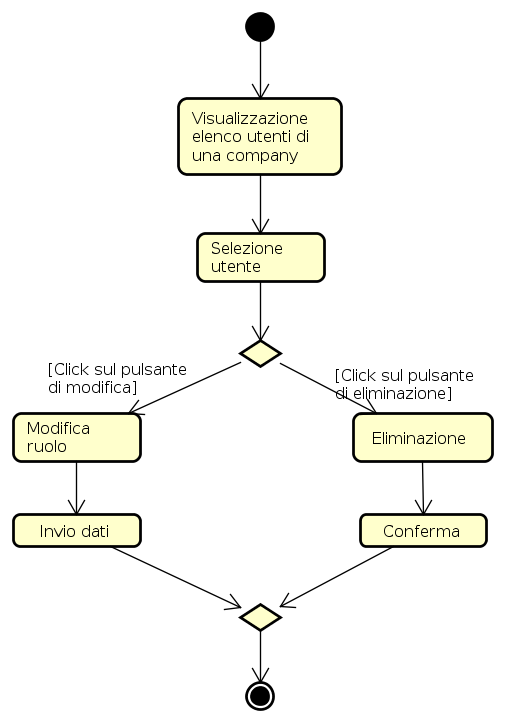 Visualizzazione
elenco utenti di
una company
Selezione
utente
[Click sul pulsante
di modifica]
[Click sul pulsante
di eliminazione]
Modifica
ruolo
Eliminazione
Invio dati
Conferma